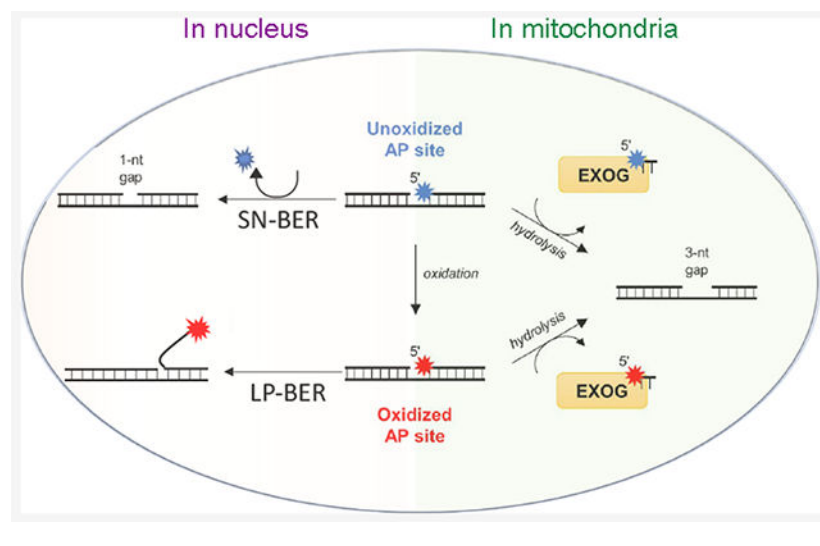 In nucleus
In mitochondria
Unoxidized
AP site
5'
1-nt
gap
SN-BER
5'
EXOG
hydrolysis
3-nt
gap
oxidation
hydrolysis
5'
LP-BER
5'
EXOG
Oxidized
AP site